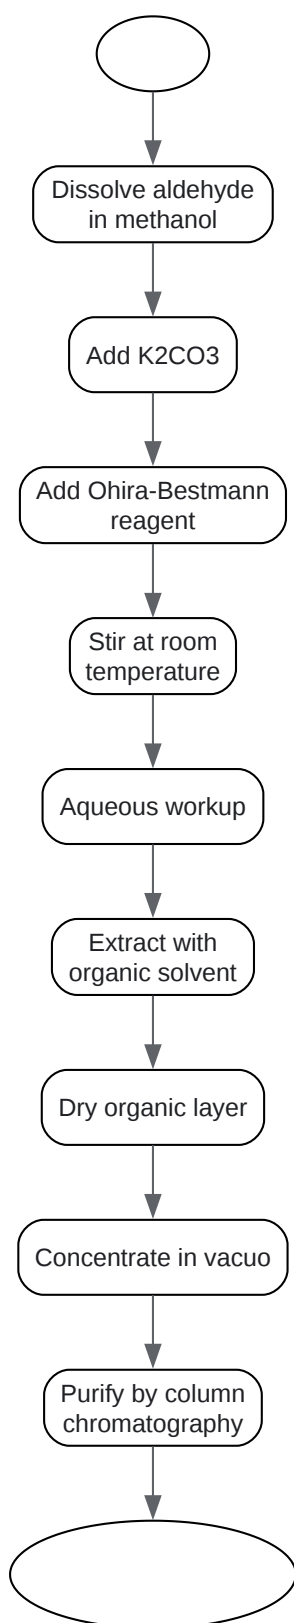 Dissolve aldehyde
in methanol
Add K2CO3
Add Ohira-Bestmann
reagent
Stir at room
temperature
Aqueous workup
Extract with
organic solvent
Dry organic layer
Concentrate in vacuo
Purify by column
chromatography